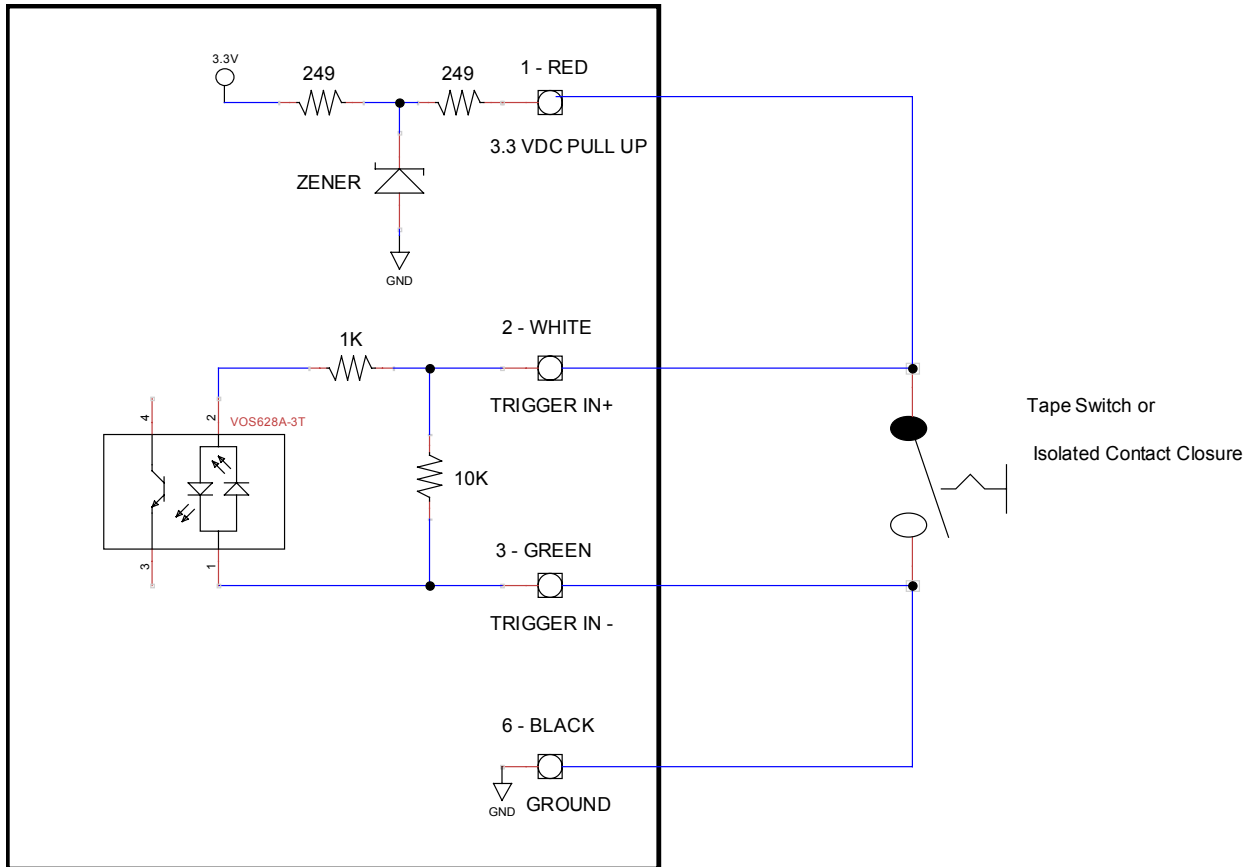 3.3V
249
249
1 - RED
3.3 VDC PULL UP
ZENER
GND
2 - WHITE
1K
TRIGGER IN+
Tape Switch or
4
2
VOS628A-3T
Isolated Contact Closure
10K
3
1
3 - GREEN
TRIGGER IN -
6 - BLACK
GND
GROUND